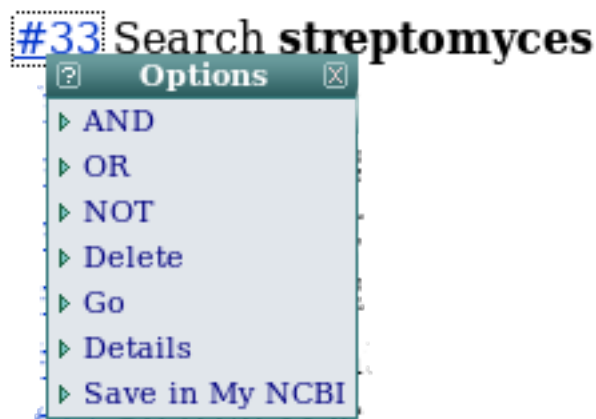 #33 Search streptomyces
? Options X
AND
OR
NOT
Delete
Go
Details
Save in My NCBI